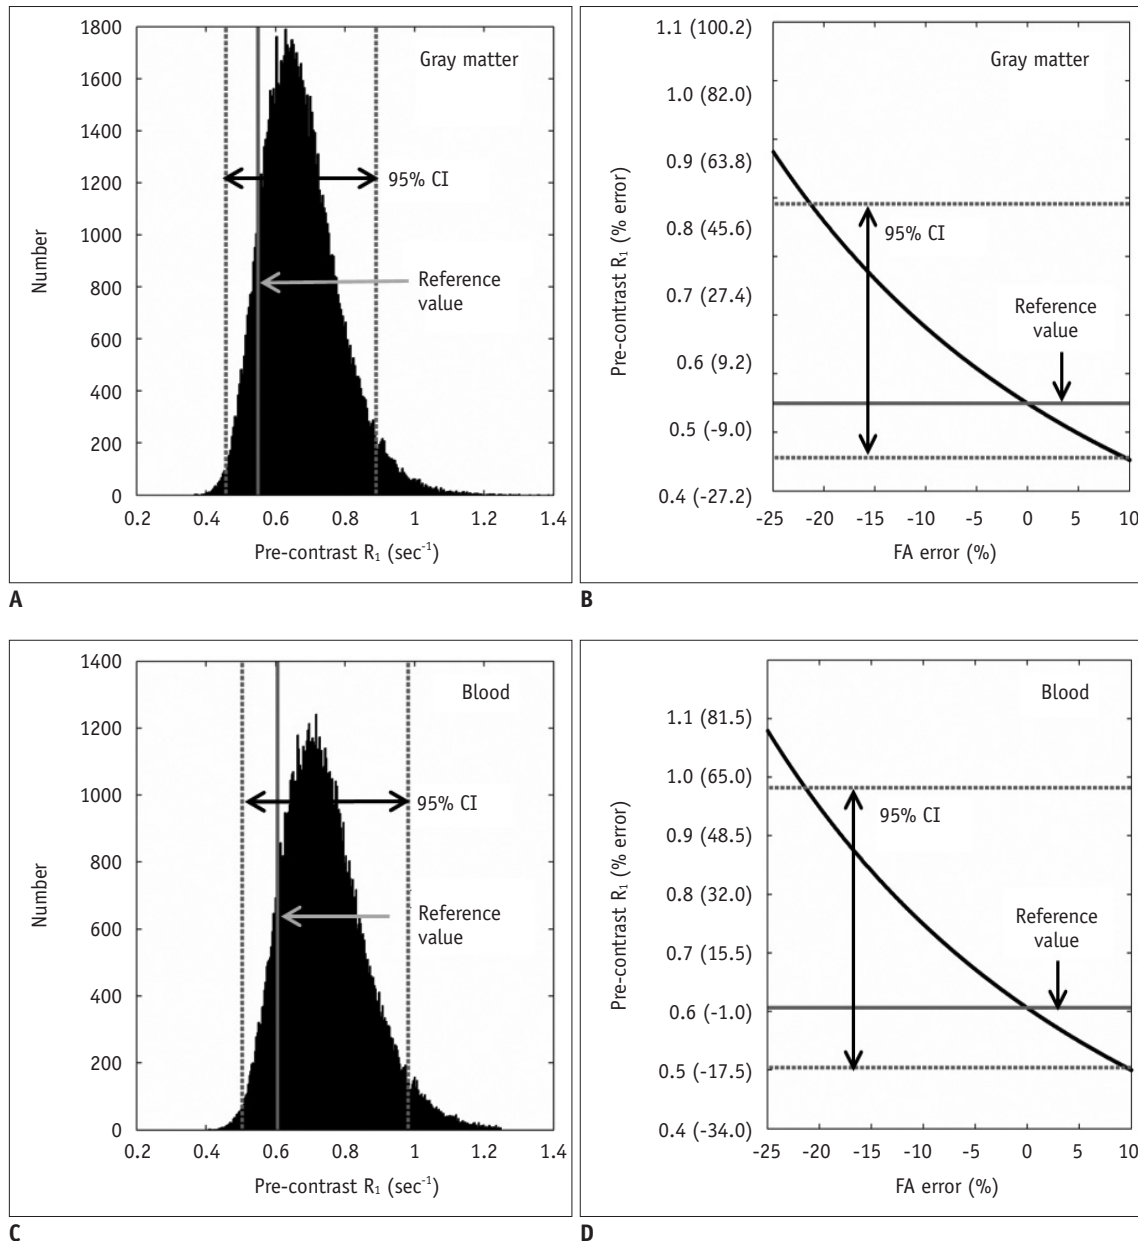 1800
1600
1400
1200
1000
800
600
400
200
0
Number
Gray matter
95% CI
Reference
value
0.2 0.4 0.6 0.8 1 1.2 1.4
Pre-contrast R₁ (sec⁻¹)
A
1.1 (100.2)
1.0 (82.0)
0.9 (63.8)
0.8 (45.6)
0.7 (27.4)
0.6 (9.2)
0.5 (-9.0)
0.4 (-27.2)
Pre-contrast R₁ (% error)
Gray matter
95% CI
Reference
value
-25 -20 -15 -10 -5 0 5 10
FA error (%)
B
1400
1200
1000
800
600
400
200
0
Number
Blood
95% CI
Reference
value
0.2 0.4 0.6 0.8 1 1.2 1.4
Pre-contrast R₁ (sec⁻¹)
C
1.1 (81.5)
1.0 (65.0)
0.9 (48.5)
0.8 (32.0)
0.7 (15.5)
0.6 (-1.0)
0.5 (-17.5)
0.4 (-34.0)
Pre-contrast R₁ (% error)
Blood
95% CI
Reference
value
-25 -20 -15 -10 -5 0 5 10
FA error (%)
D